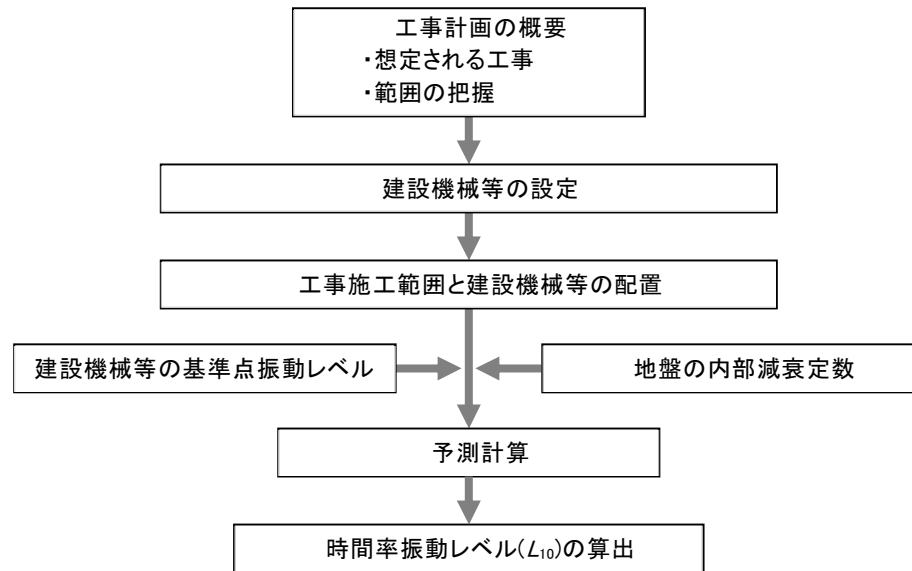 工事計画の概要
・想定される工事
・範囲の把握
建設機械等の設定
工事施工範囲と建設機械等の配置
建設機械等の基準点振動レベル
地盤の内部減衰定数
予測計算
時間率振動レベル(L10)の算出